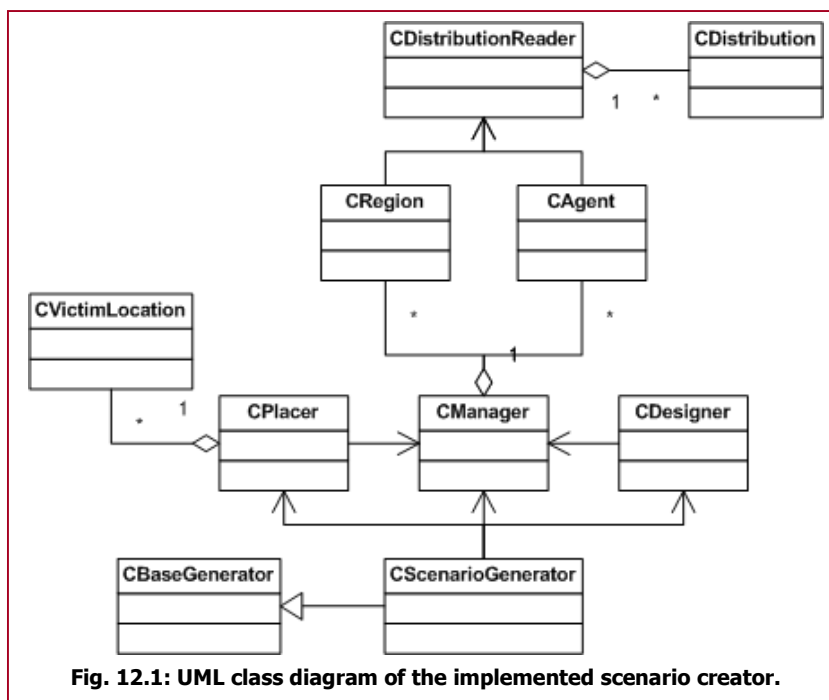 CDistributionReader
CDistribution
1 *
CRegion
CAgent
* *
1
CVictimLocation
1
*
CPlacer
CManager
CDesigner
CBaseGenerator
CScenarioGenerator
Fig. 12.1: UML class diagram of the implemented scenario creator.